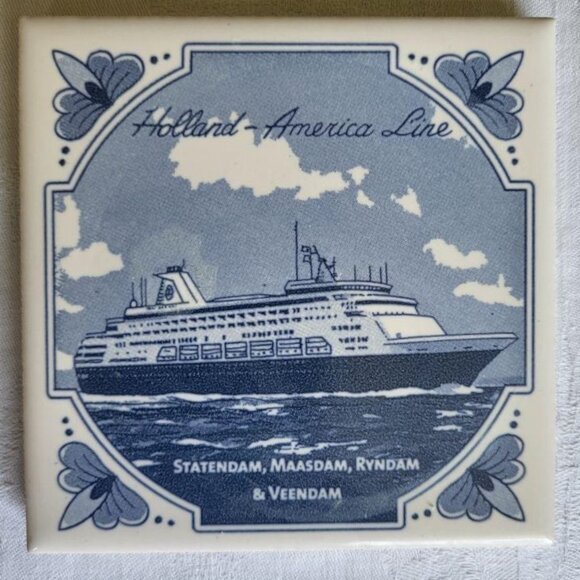 Holland-America Line
STATENDAM, MAASDAM, RYNDAM
& VEENDAM